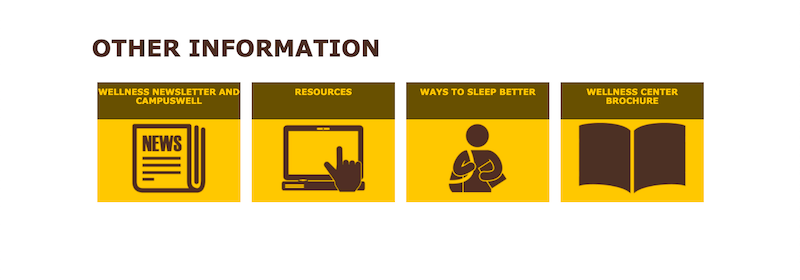 OTHER INFORMATION
WELLNESS NEWSLETTER AND
CAMPUSWELL
RESOURCES
WAYS TO SLEEP BETTER
WELLNESS CENTER
BROCHURE
NEWS